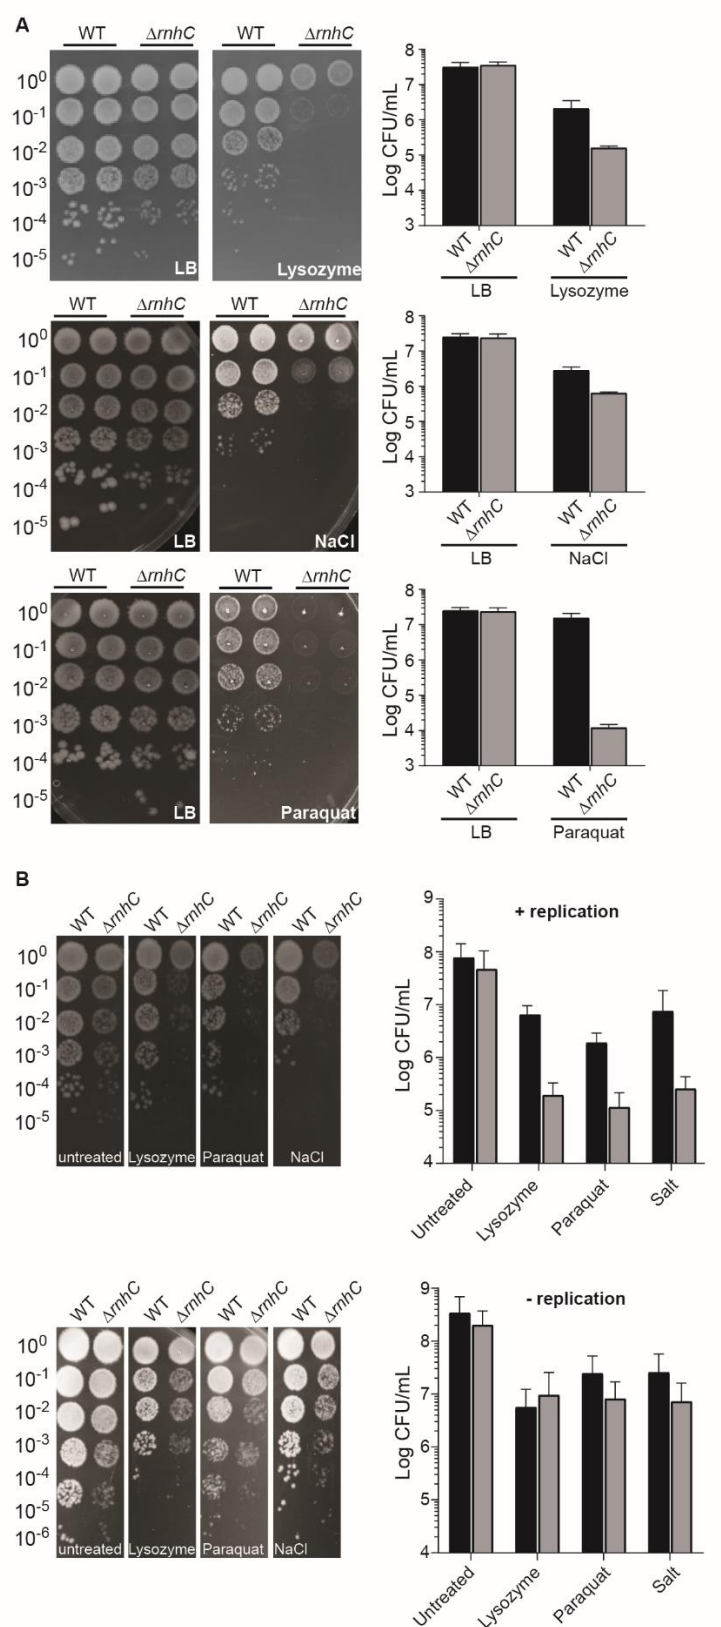 A
WT ΔrnhC WT ΔrnhC
10⁰
10⁻¹
10⁻²
10⁻³
10⁻⁴
10⁻⁵
LB Lysozyme
8
7
6
5
4
3
Log CFU/mL
WT ΔrnhC WT ΔrnhC
LB Lysozyme
WT ΔrnhC WT ΔrnhC
10⁰
10⁻¹
10⁻²
10⁻³
10⁻⁴
10⁻⁵
LB NaCl
8
7
6
5
4
3
Log CFU/mL
WT ΔrnhC WT ΔrnhC
LB NaCl
WT ΔrnhC WT ΔrnhC
10⁰
10⁻¹
10⁻²
10⁻³
10⁻⁴
10⁻⁵
LB Paraquat
8
7
6
5
4
3
Log CFU/mL
WT ΔrnhC WT ΔrnhC
LB Paraquat
B
WT ΔrnhC WT ΔrnhC WT ΔrnhC WT ΔrnhC
10⁰
10⁻¹
10⁻²
10⁻³
10⁻⁴
10⁻⁵
untreated Lysozyme Paraquat NaCl
+ replication
9
8
7
6
5
4
Log CFU/mL
Untreated Lysozyme Paraquat Salt
WT ΔrnhC WT ΔrnhC WT ΔrnhC WT ΔrnhC
10⁰
10⁻¹
10⁻²
10⁻³
10⁻⁴
10⁻⁵
10⁻⁶
untreated Lysozyme Paraquat NaCl
- replication
9
8
7
6
5
4
Log CFU/mL
Untreated Lysozyme Paraquat Salt